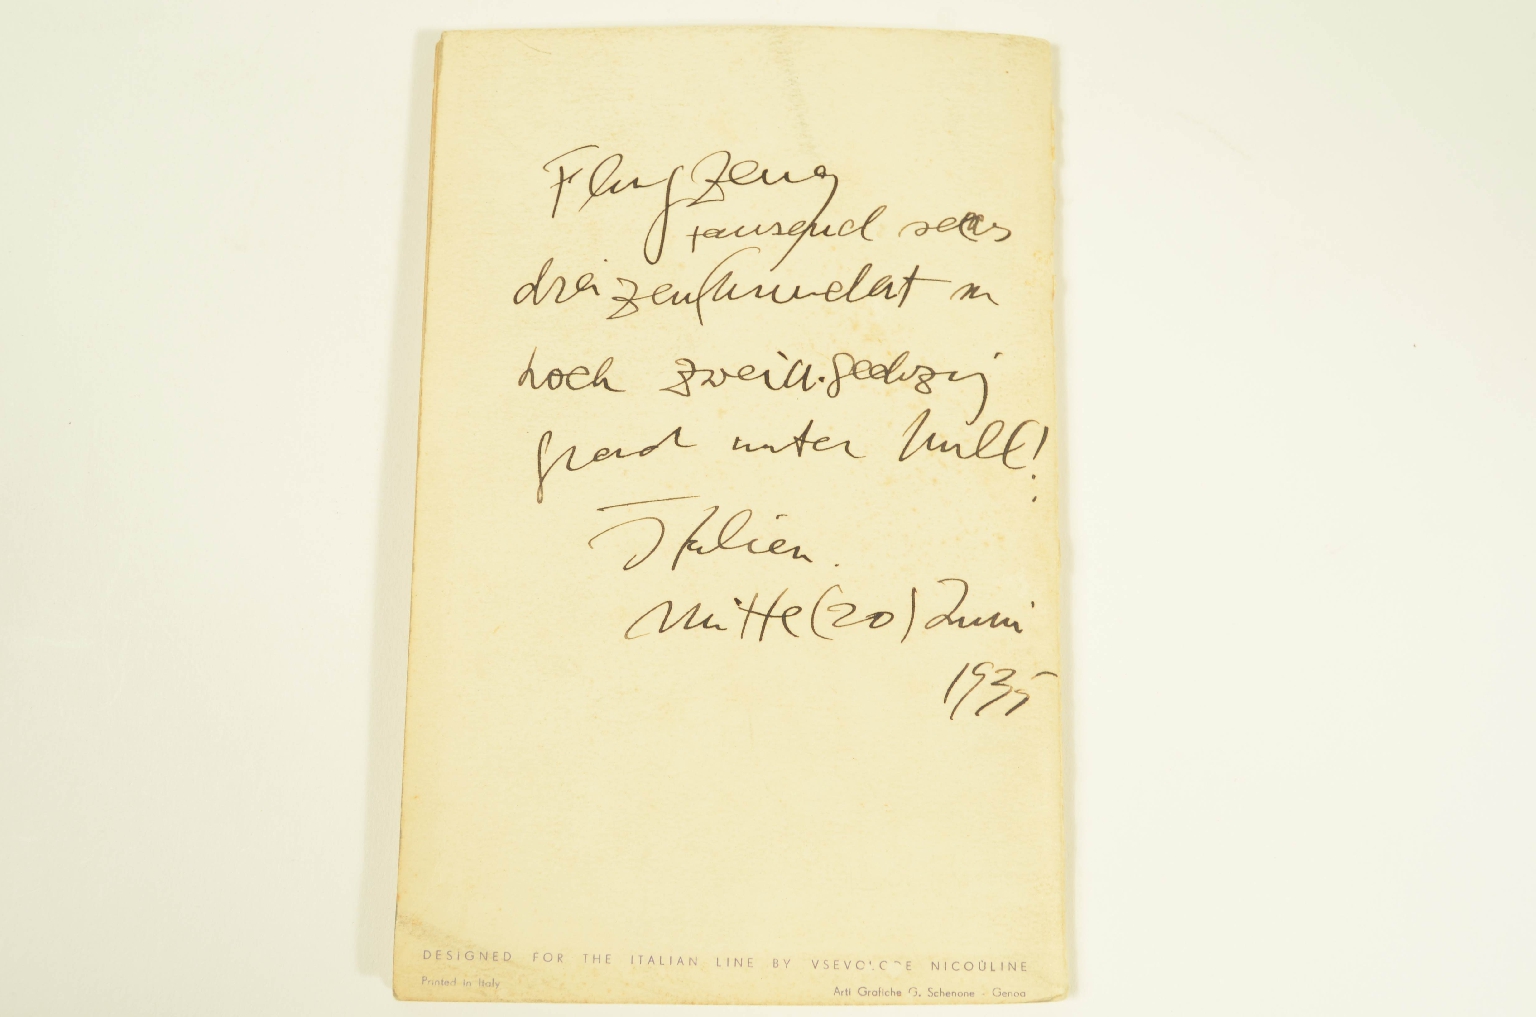 Flugzeug
tausend sechs
dreizenhundert m
hoch zwei u. sechzig
grad unter Null!
Italien.
Mitte (20) Juni
1935
DESIGNED FOR THE ITALIAN LINE BY VSEVOLODE NICOULINE
Printed in Italy
Arti Grafiche G. Schenone - Genoa